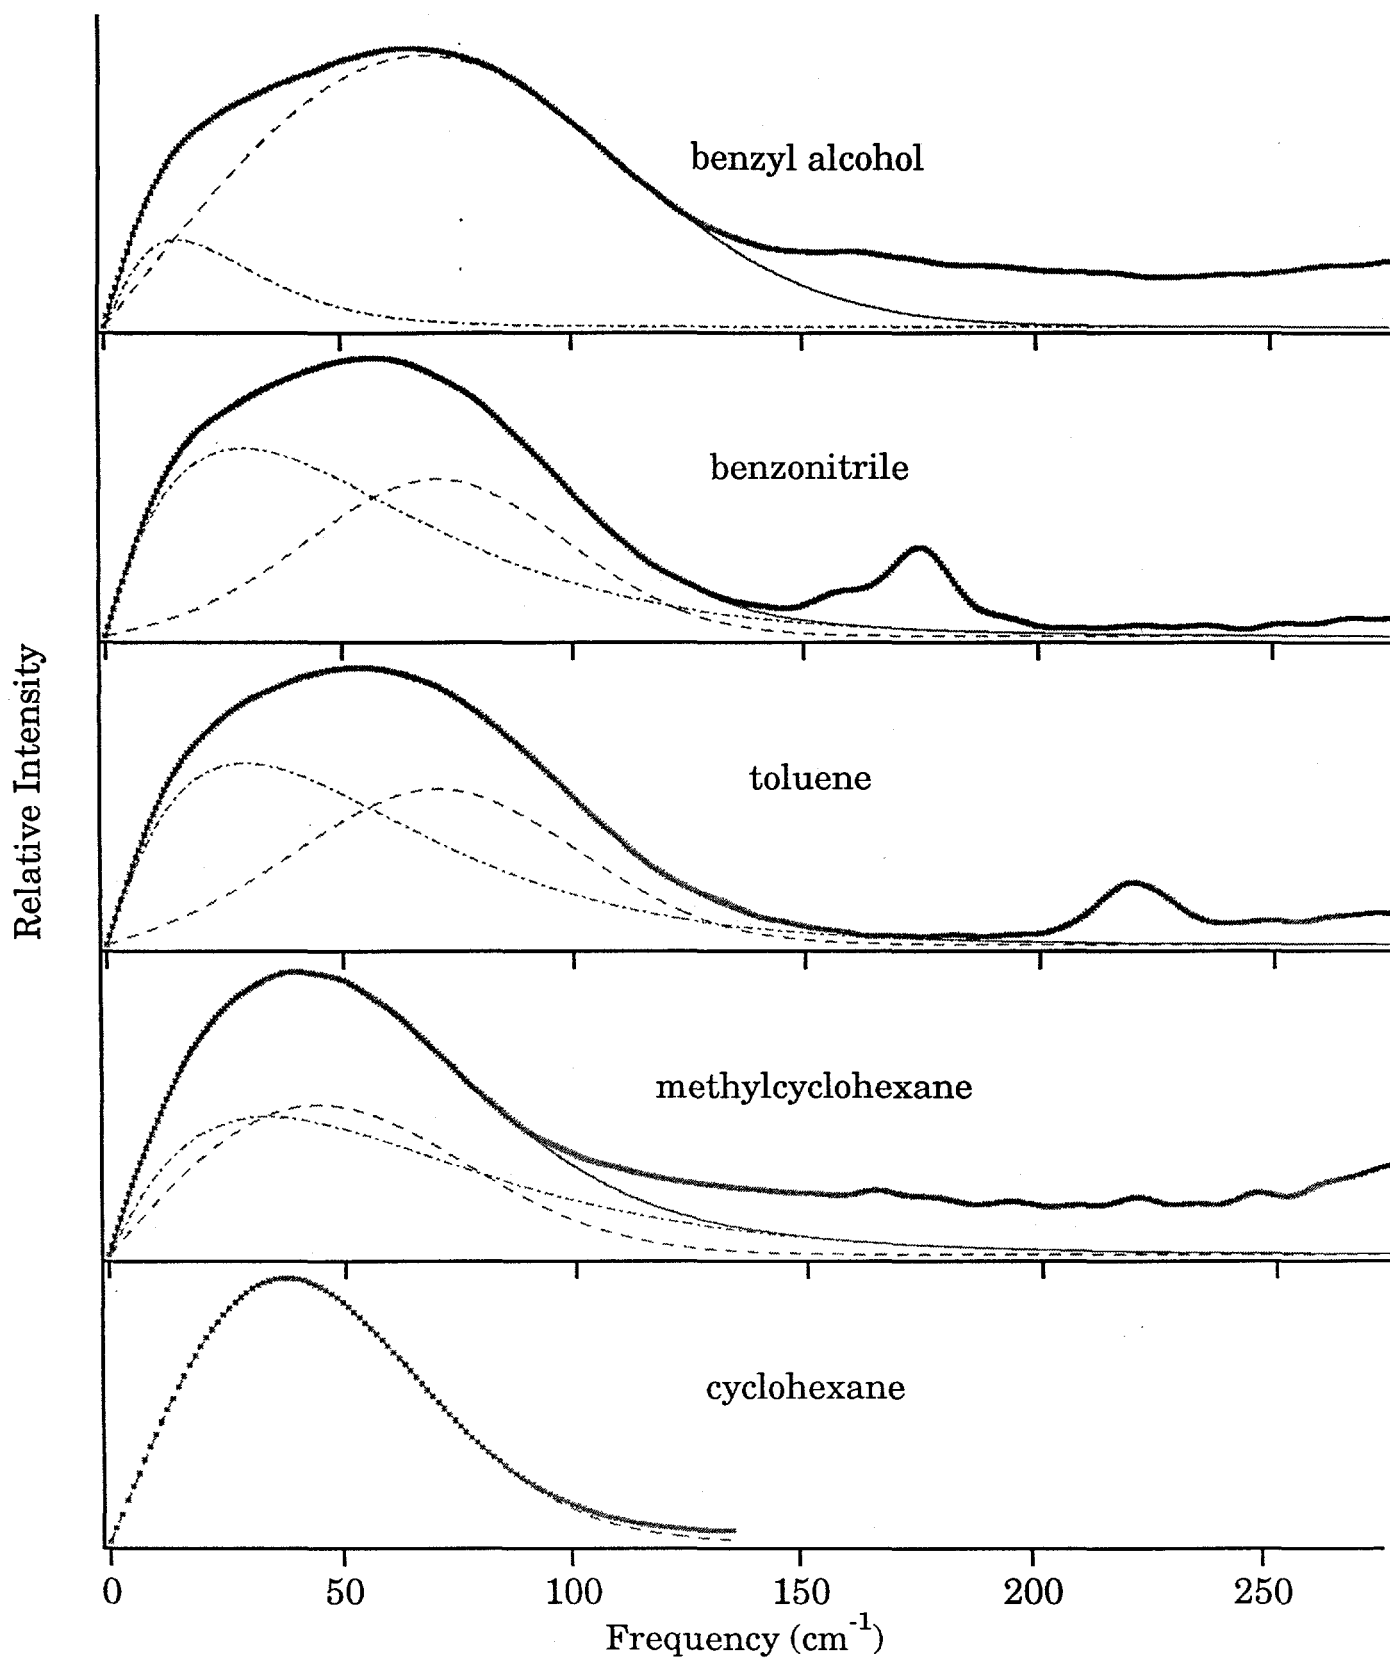 benzyl alcohol
benzonitrile
toluene
Relative Intensity
methylcyclohexane
cyclohexane
0 50 100 150 200 250
Frequency (cm-1)